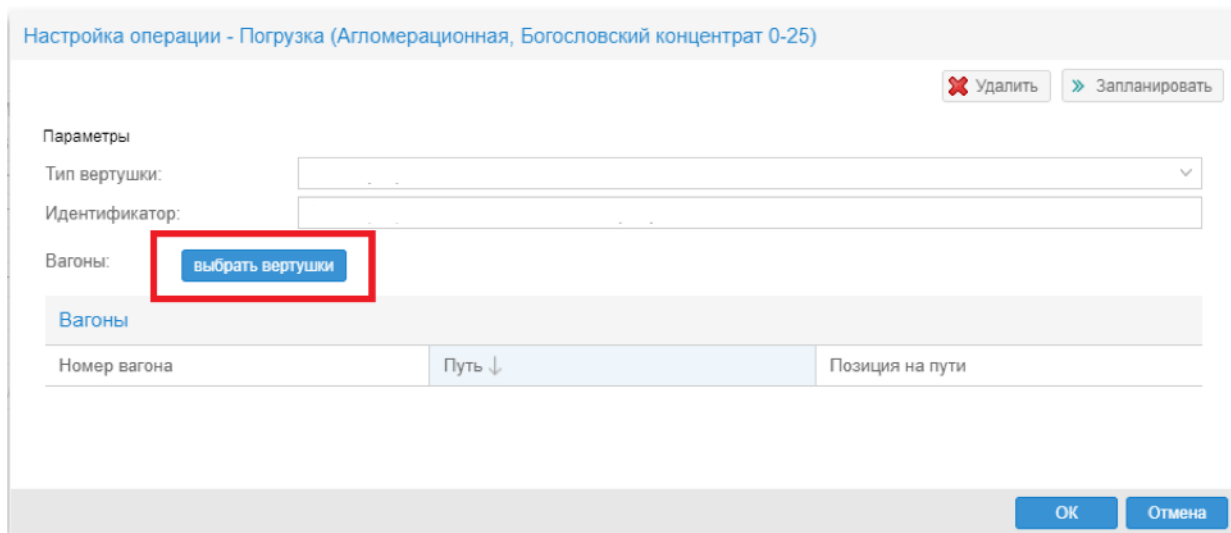 Настройка операции - Погрузка (Агломерационная, Богословский концентрат 0-25)
Удалить Запланировать
Параметры
Тип вертушки:
Идентификатор:
Вагоны: выбрать вертушки
Вагоны
Номер вагона Путь Позиция на пути
ОК Отмена